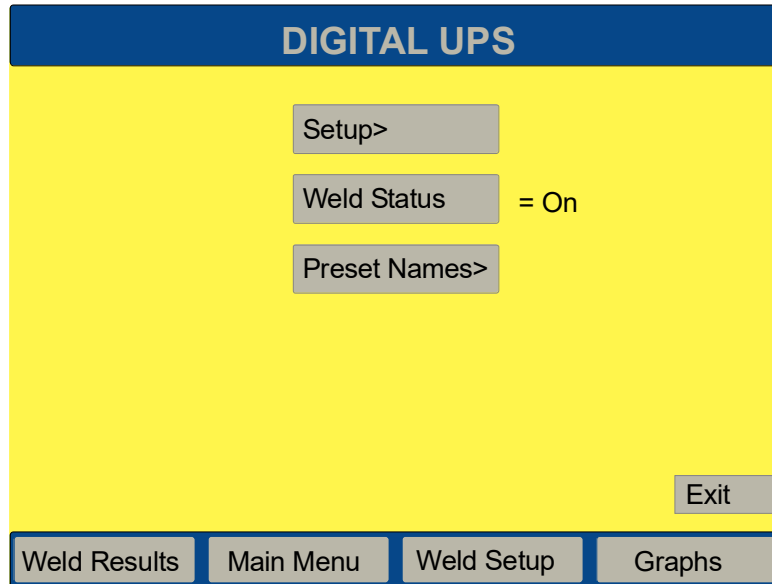 DIGITAL UPS
Setup>
Weld Status = On
Preset Names>
Exit
Weld Results Main Menu Weld Setup Graphs